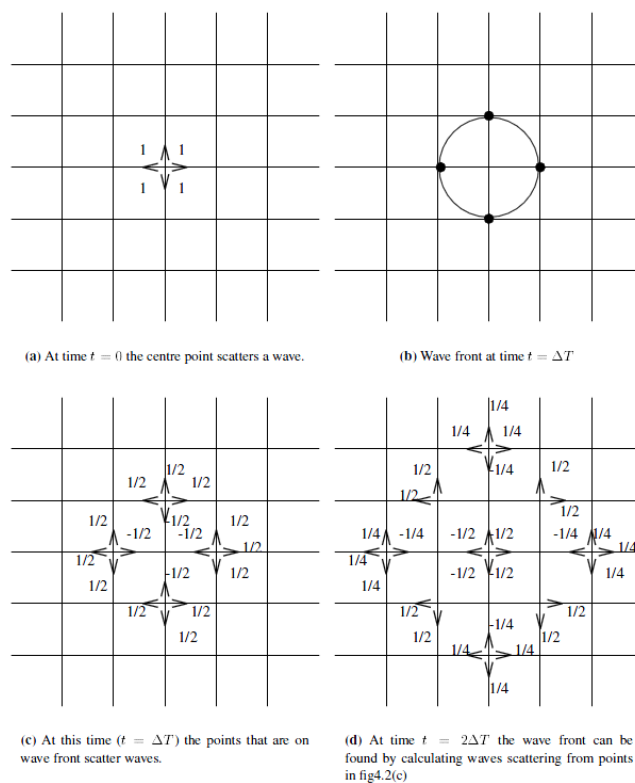 1 1
1 1
(a) At time t = 0 the centre point scatters a wave.
(b) Wave front at time t = ΔT
1/2
1/2 1/2
1/2 -1/2 -1/2 -1/2 1/2
1/2 1/2
1/2 -1/2 1/2
1/2 1/2
1/2
(c) At this time (t = ΔT) the points that are on
wave front scatter waves.
1/4
1/4 1/4
1/2 -1/4 1/2
1/2 1/2
1/4 -1/4 -1/2 -1/2 -1/4 1/4
1/4 1/4
1/4 -1/2 -1/2 1/4
1/2 -1/4 1/2
1/2 1/2
1/4 1/4
1/4
(d) At time t = 2ΔT the wave front can be
found by calculating waves scattering from points
in fig4.2(c)